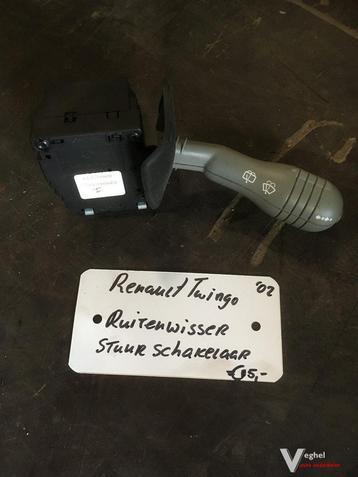 Renault Twingo '02
Ruitenwisser
Stuur schakelaar
€15,-
Veghel